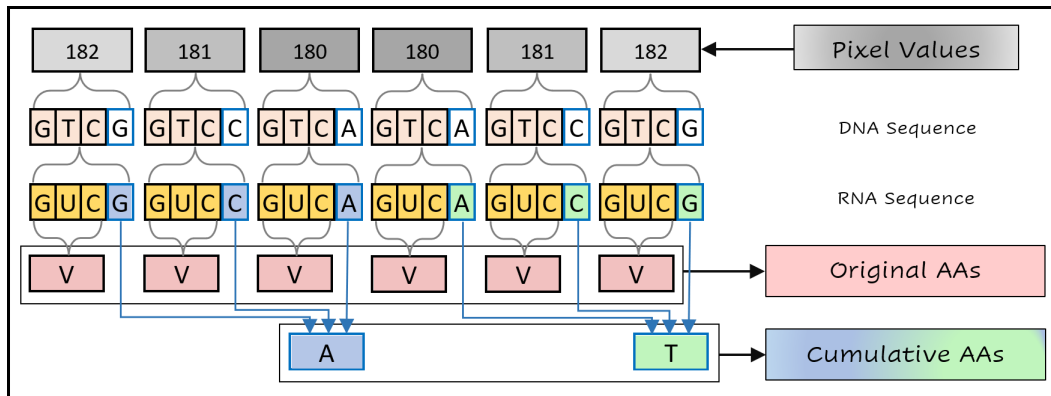 182 181 180 180 181 182 Pixel Values
G T C G G T C C G T C A G T C A G T C C G T C G DNA Sequence
G U C G G U C C G U C A G U C A G U C C G U C G RNA Sequence
V V V V V V Original AAs
A T Cumulative AAs